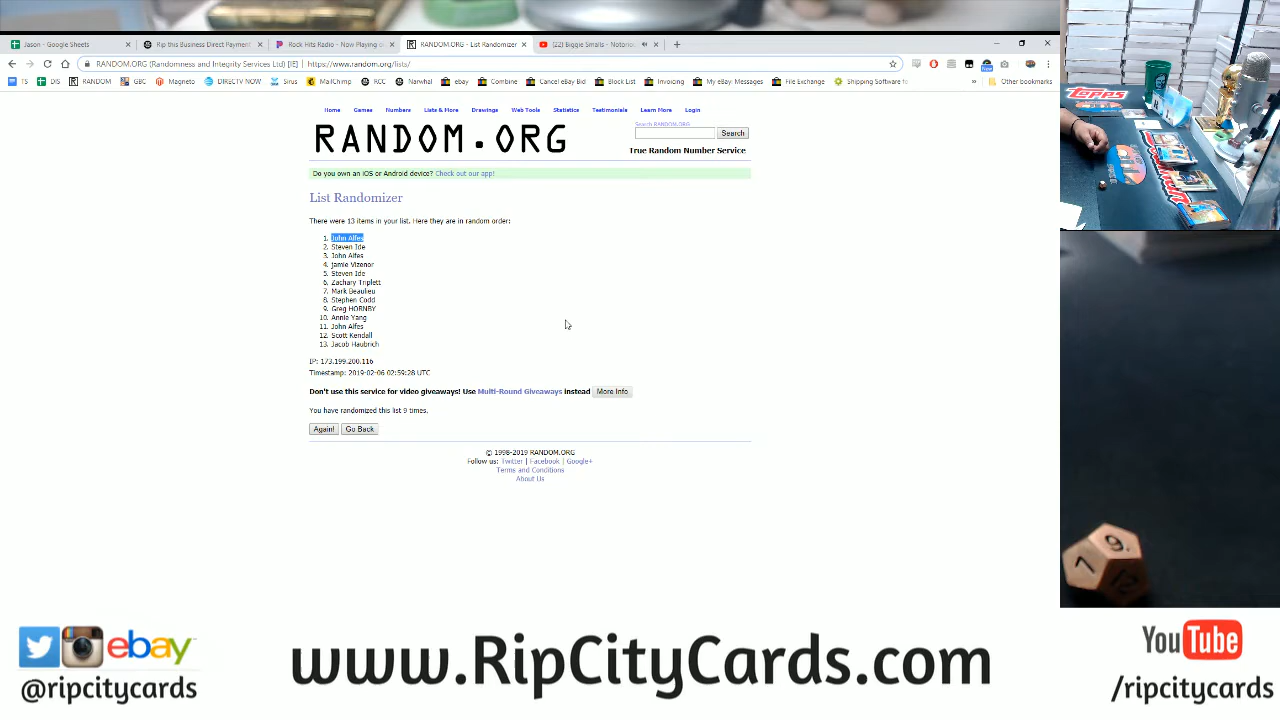 Jason - Google Sheets
Rip this Business Direct Payment
Rock Hits Radio - Now Playing
RANDOM.ORG - List Randomizer
(22) Biggie Smalls - Notorio
RANDOM.ORG (Randomness and Integrity Services Ltd) [IE] | https://www.random.org/lists/
TS DIS RANDOM GBC Magneto DIRECTV NOW Sirius MailChimp RCC Narwhal ebay Combine Cancel eBay Bid Block List Invoicing My eBay: Messages File Exchange Shipping Software fo » Other bookmarks
Home Games Numbers Lists & More Drawings Web Tools Statistics Testimonials Learn More Login
Search RANDOM.ORG
Search
RANDOM.ORG
True Random Number Service
Do you own an iOS or Android device? Check out our app!
List Randomizer
There were 13 items in your list. Here they are in random order:
1. John Alfes
2. Steven Ide
3. John Alfes
4. Jamie Vizenor
5. Steven Ide
6. Zachary Triplett
7. Mark Beaulieu
8. Stephen Codd
9. Greg HORNBY
10. Annie Yang
11. John Alfes
12. Scott Kendall
13. Jacob Haubrich
IP: 173.199.200.116
Timestamp: 2019-02-06 02:59:28 UTC
Don't use this service for video giveaways! Use Multi-Round Giveaways instead More Info
You have randomized this list 9 times.
Again! Go Back
© 1998-2019 RANDOM.ORG
Follow us: Twitter | Facebook | Google+
Terms and Conditions
About Us
Topps
9.
7
12
ebay
@ripcitycards
www.RipCityCards.com
YouTube
/ripcitycards